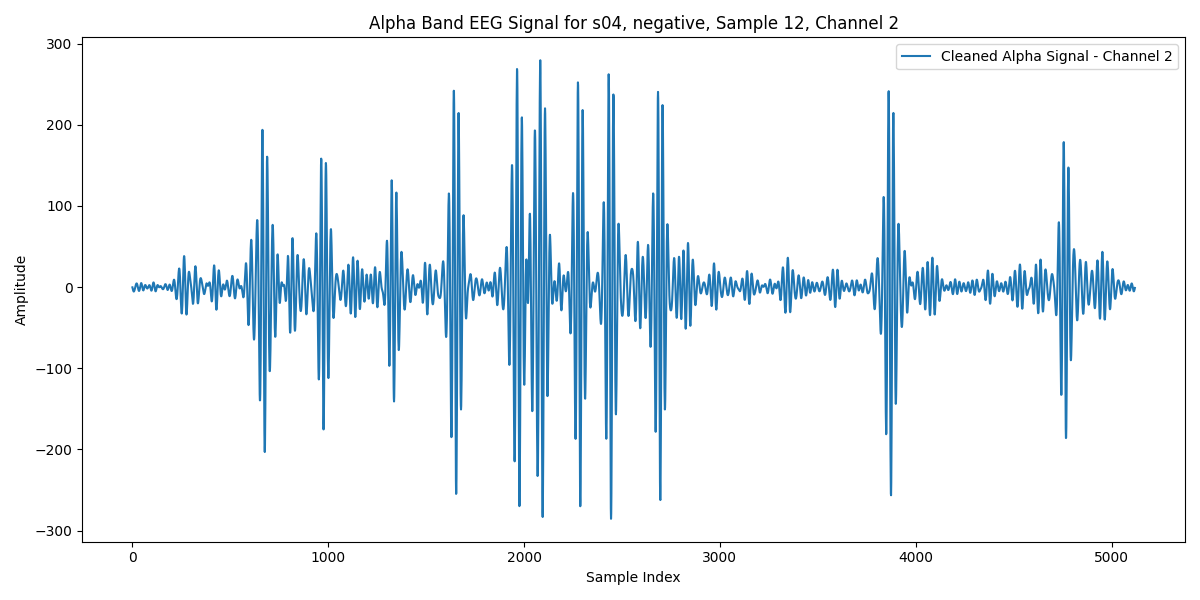 Alpha Band EEG Signal for s04, negative, Sample 12, Channel 2
Cleaned Alpha Signal - Channel 2
300
200
100
0
−100
−200
−300
Amplitude
0 1000 2000 3000 4000 5000
Sample Index